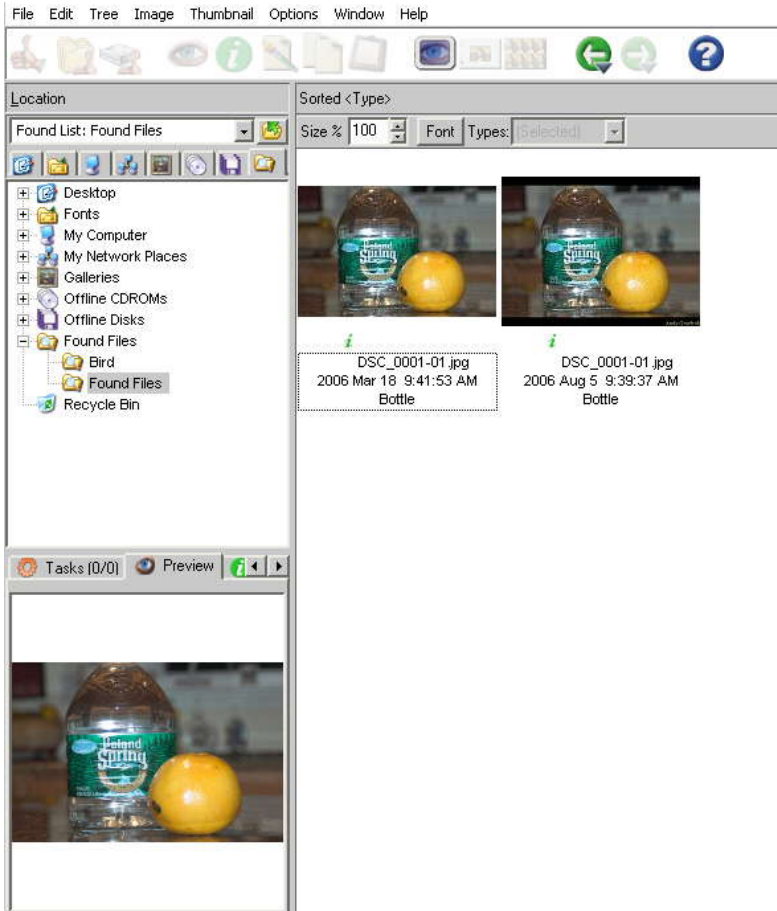 File Edit Tree Image Thumbnail Options Window Help
Location
Sorted <Type>
Found List: Found Files
Size % 100 Font Types: (Selected)
Desktop
Fonts
My Computer
My Network Places
Galleries
Offline CDROMs
Offline Disks
Found Files
Bird
Found Files
Recycle Bin
Poland
Spring
Poland
Spring
DSC_0001-01.jpg
2006 Mar 18 9:41:53 AM
Bottle
DSC_0001-01.jpg
2006 Aug 5 9:39:37 AM
Bottle
Tasks (0/0) Preview
Poland
Spring